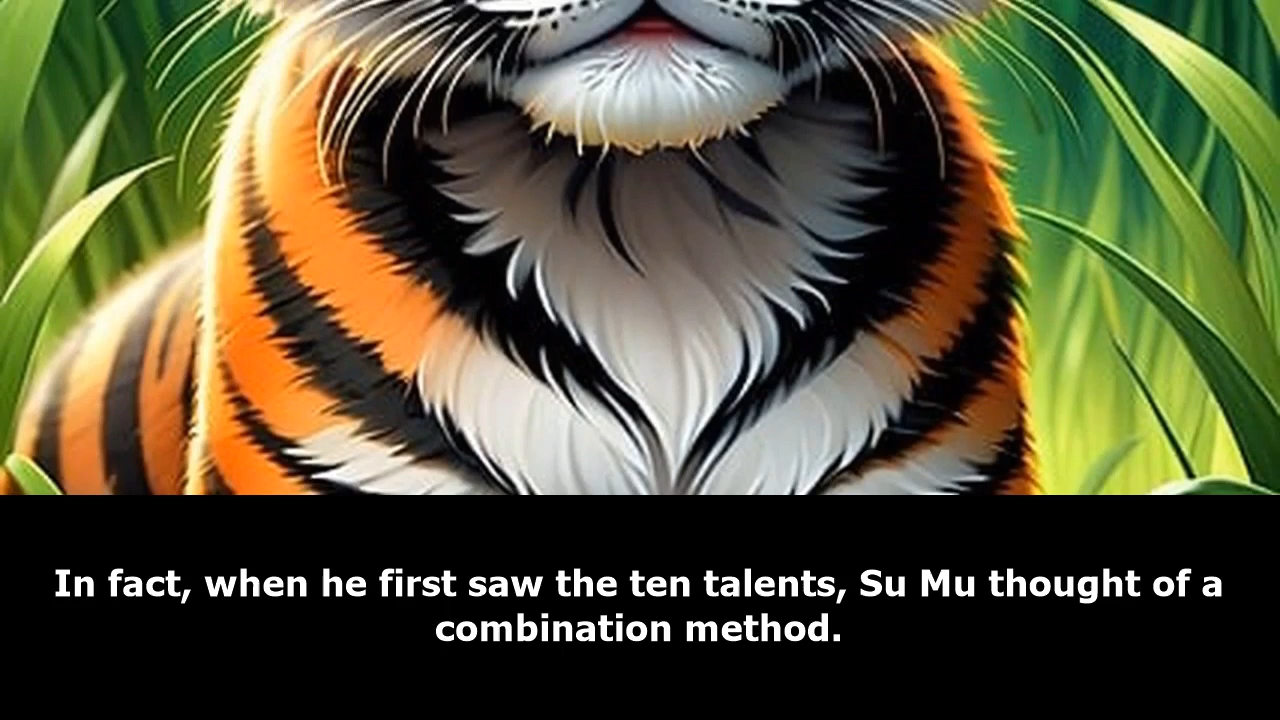 In fact, when he first saw the ten talents, Su Mu thought of a
combination method.